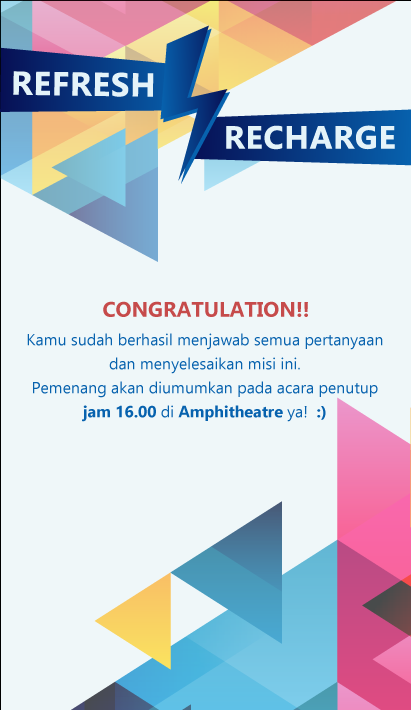 REFRESH
RECHARGE
CONGRATULATION!!
Kamu sudah berhasil menjawab semua pertanyaan
dan menyelesaikan misi ini.
Pemenang akan diumumkan pada acara penutup
jam 16.00 di Amphitheatre ya! :)